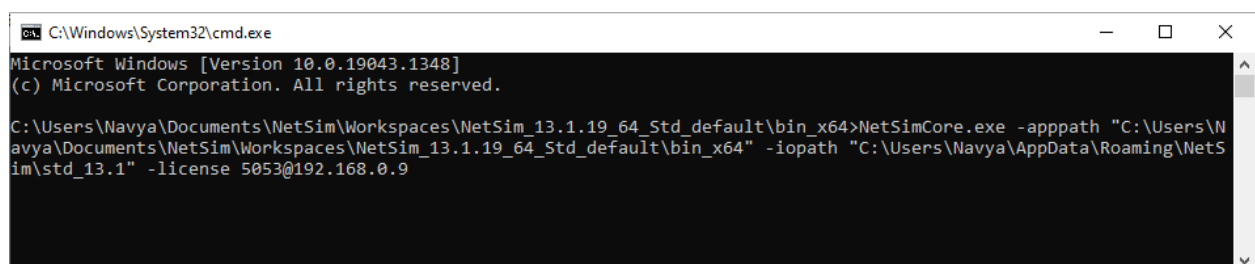 C:\Windows\System32\cmd.exe
Microsoft Windows [Version 10.0.19043.1348]
(c) Microsoft Corporation. All rights reserved.
C:\Users\Navya\Documents\NetSim\Workspaces\NetSim_13.1.19_64_Std_default\bin_x64>NetSimCore.exe -apppath "C:\Users\N
avya\Documents\NetSim\Workspaces\NetSim_13.1.19_64_Std_default\bin_x64" -iopath "C:\Users\Navya\AppData\Roaming\NetS
im\std_13.1" -license 5053@192.168.0.9